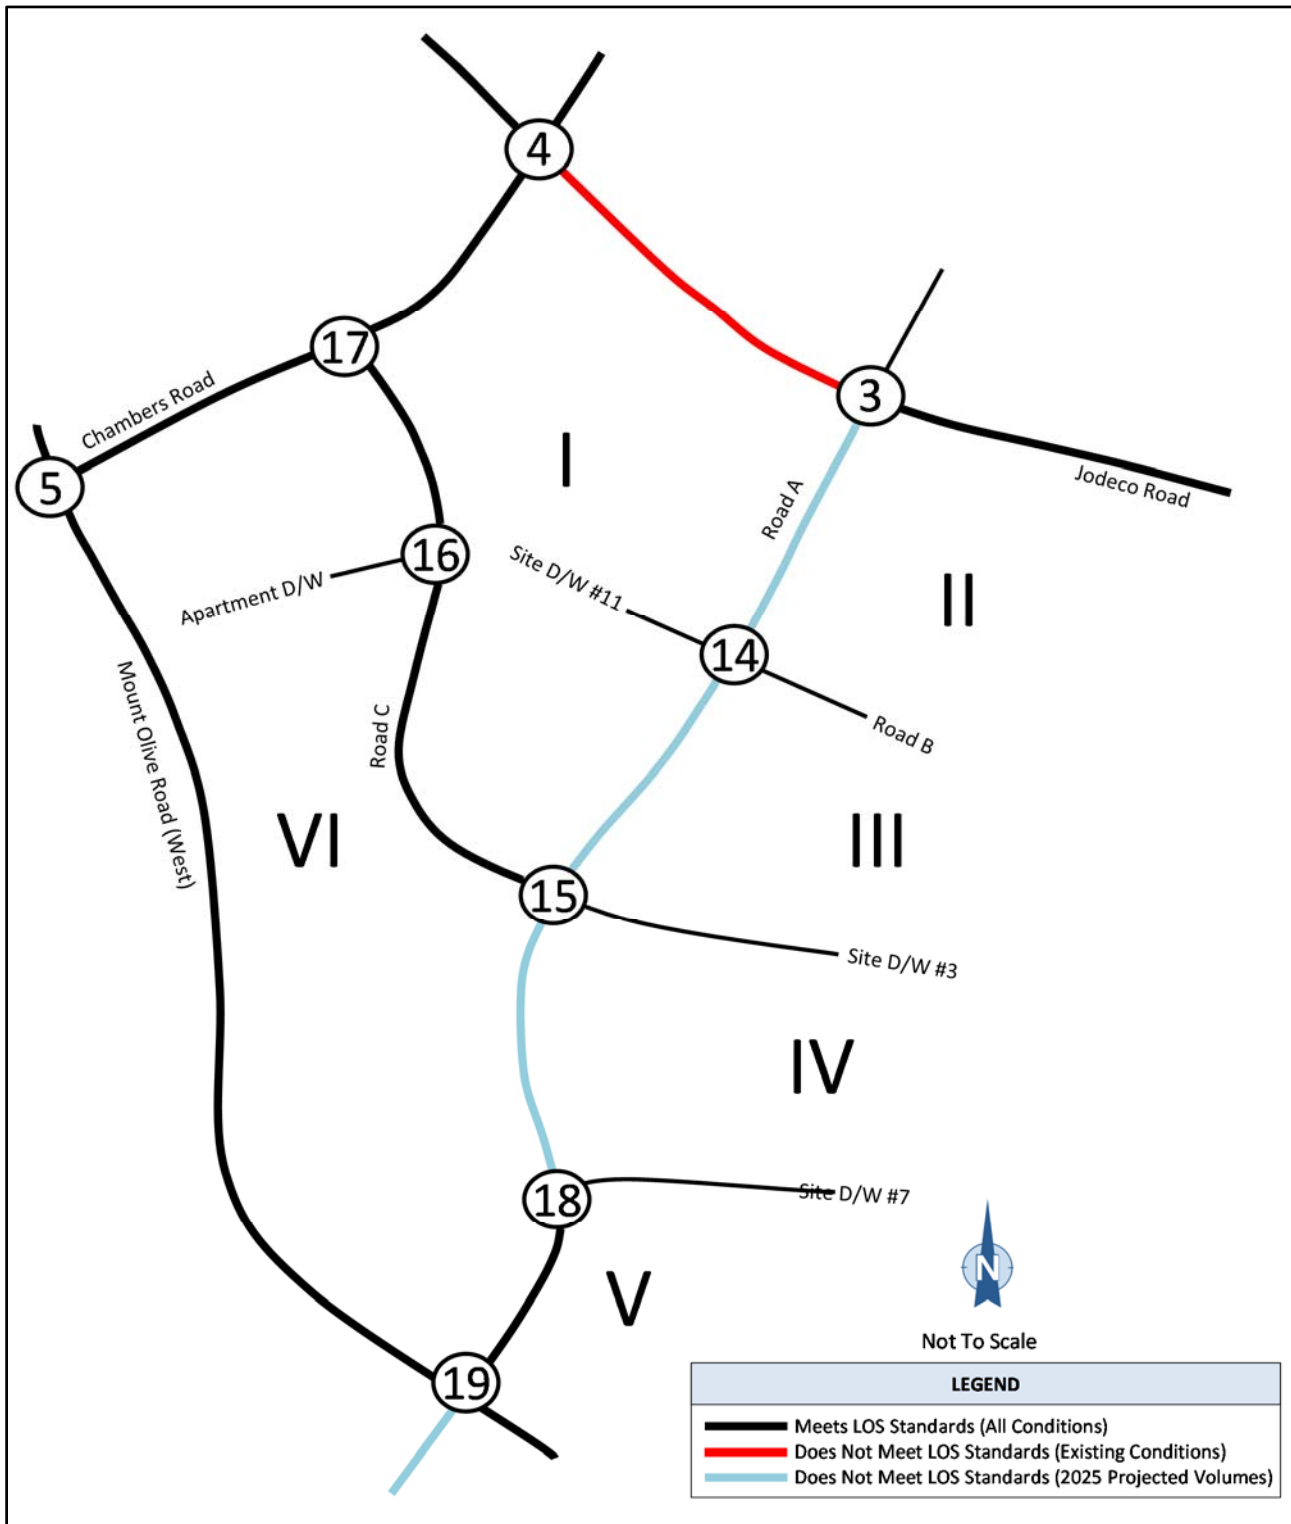 4
17
3
Chambers Road
Jodeco Road
5
I
Road A
16
Site D/W #11
Apartment D/W
II
14
Mount Olive Road (West)
Road C
Road B
VI
III
15
Site D/W #3
IV
18
Site D/W #7
N
V
Not To Scale
19
LEGEND
Meets LOS Standards (All Conditions)
Does Not Meet LOS Standards (Existing Conditions)
Does Not Meet LOS Standards (2025 Projected Volumes)